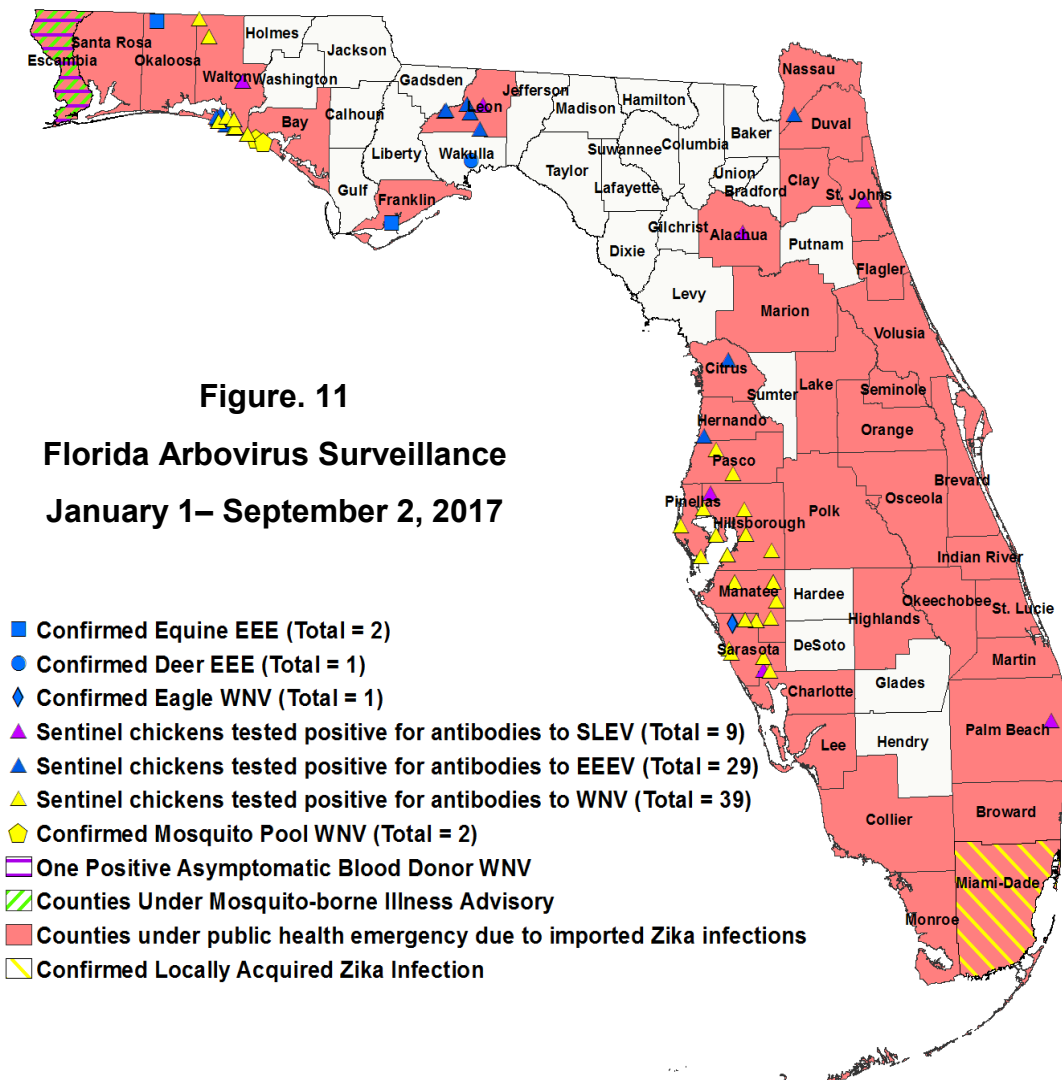 Holmes
Jackson
Santa Rosa
Okaloosa
Escambia
Walton
Washington
Gadsden
Leon
Jefferson
Madison
Hamilton
Nassau
Bay
Calhoun
Liberty
Wakulla
Taylor
Suwannee
Columbia
Baker
Duval
Gulf
Franklin
Lafayette
Union
Bradford
Clay
St. Johns
Gilchrist
Alachua
Putnam
Dixie
Flagler
Levy
Marion
Volusia
Citrus
Sumter
Lake
Seminole
Hernando
Orange
Pasco
Brevard
Pinellas
Hillsborough
Polk
Osceola
Indian River
Manatee
Hardee
Okeechobee
St. Lucie
Highlands
Sarasota
DeSoto
Martin
Charlotte
Glades
Lee
Hendry
Palm Beach
Collier
Broward
Miami-Dade
Monroe
Figure. 11
Florida Arbovirus Surveillance
January 1– September 2, 2017
Confirmed Equine EEE (Total = 2)
Confirmed Deer EEE (Total = 1)
Confirmed Eagle WNV (Total = 1)
Sentinel chickens tested positive for antibodies to SLEV (Total = 9)
Sentinel chickens tested positive for antibodies to EEEV (Total = 29)
Sentinel chickens tested positive for antibodies to WNV (Total = 39)
Confirmed Mosquito Pool WNV (Total = 2)
One Positive Asymptomatic Blood Donor WNV
Counties Under Mosquito-borne Illness Advisory
Counties under public health emergency due to imported Zika infections
Confirmed Locally Acquired Zika Infection